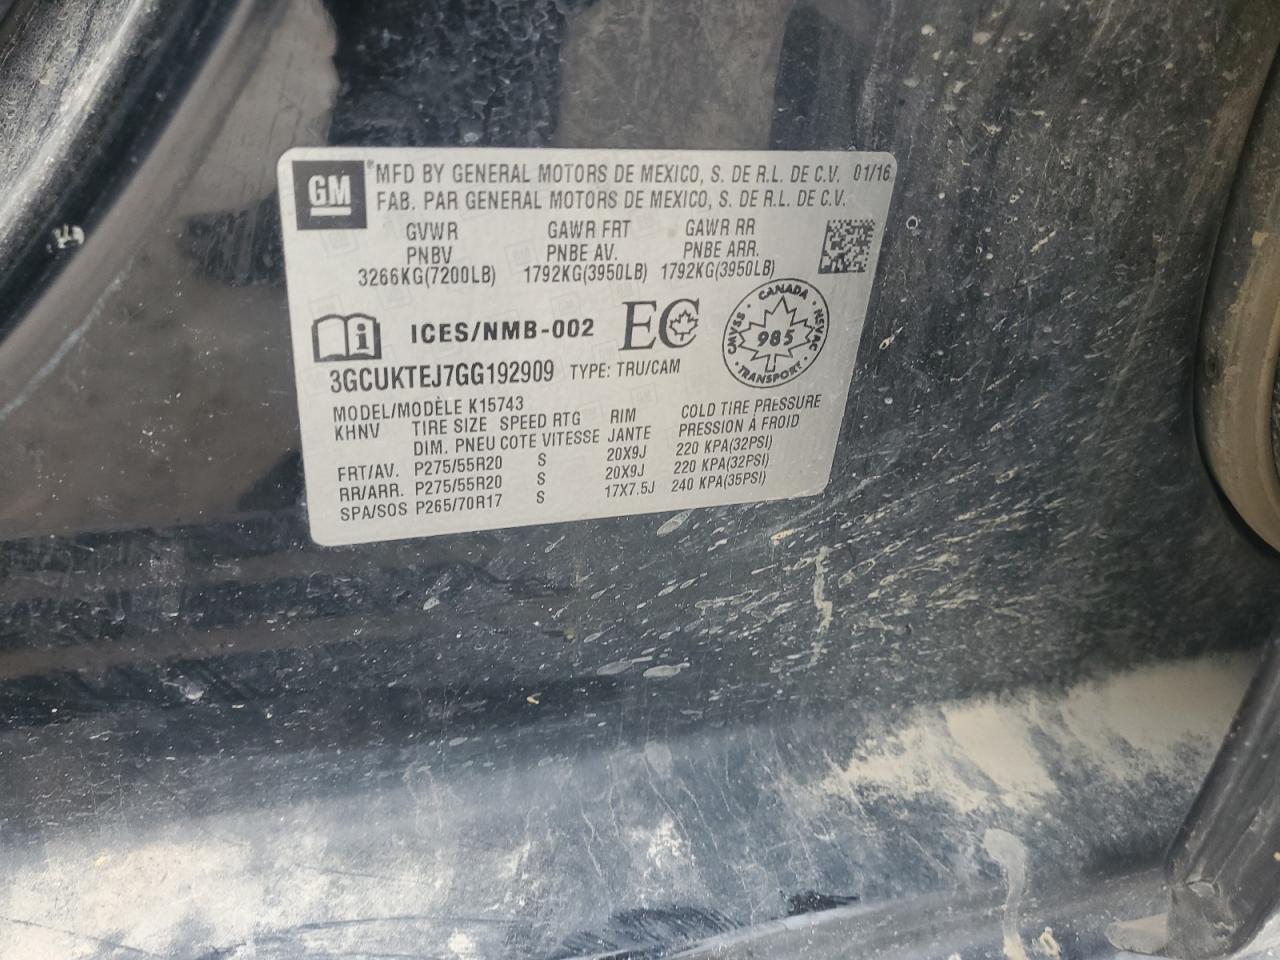 GM ®MFD BY GENERAL MOTORS DE MEXICO, S. DE R.L. DE C.V. 01/16
FAB. PAR GENERAL MOTORS DE MEXICO, S. DE R.L. DE C.V.
GVWR GAWR FRT GAWR RR
PNBV PNBE AV. PNBE ARR.
3266KG(7200LB) 1792KG(3950LB) 1792KG(3950LB)
ICES/NMB-002 EC
CANADA
CMVSS 985 NSVAC
TRANSPORT
3GCUKTEJ7GG192909 TYPE: TRU/CAM
MODEL/MODÈLE K15743
KHNV TIRE SIZE SPEED RTG RIM COLD TIRE PRESSURE
DIM. PNEU COTE VITESSE JANTE PRESSION À FROID
FRT/AV. P275/55R20 S 20X9J 220 KPA(32PSI)
RR/ARR. P275/55R20 S 20X9J 220 KPA(32PSI)
SPA/SOS P265/70R17 S 17X7.5J 240 KPA(35PSI)